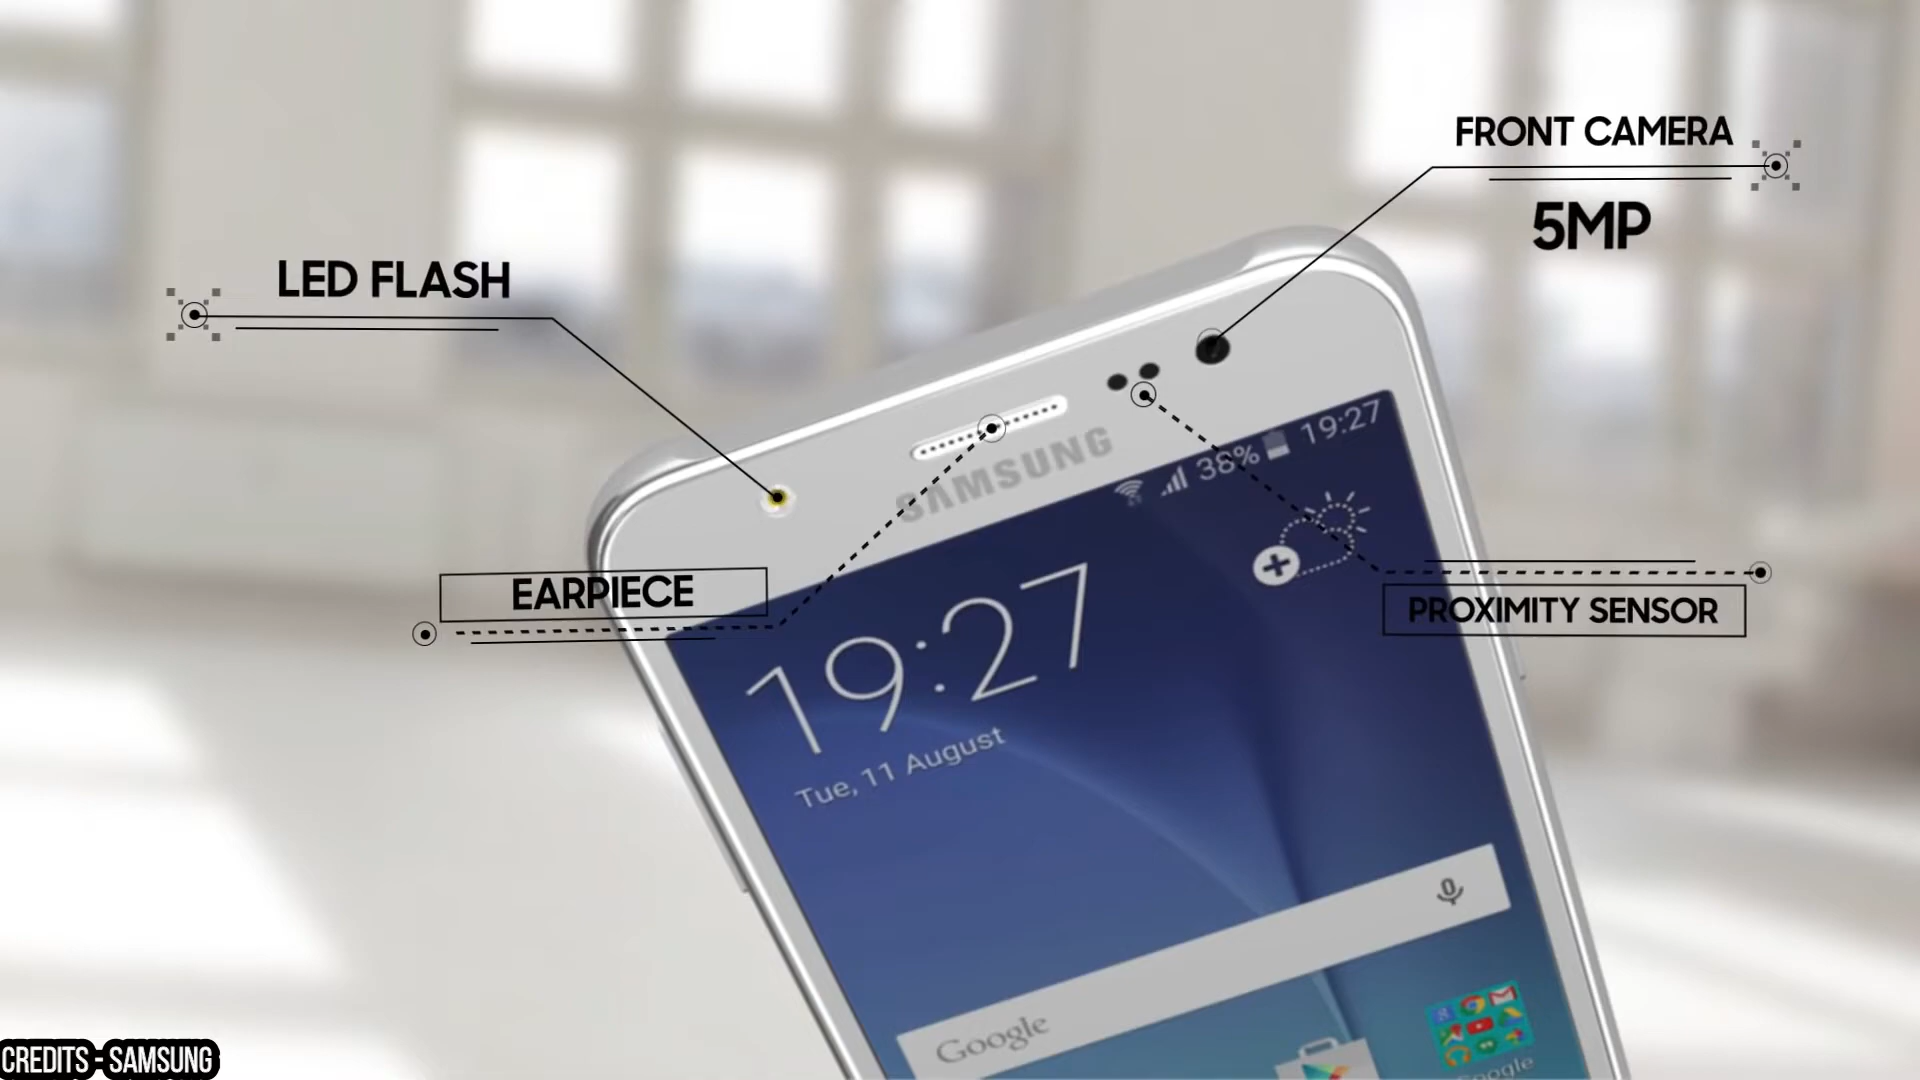 FRONT CAMERA
5MP
LED FLASH
SAMSUNG
38% 19:27
EARPIECE
PROXIMITY SENSOR
19:27
Tue, 11 August
Google
Google
CREDITS - SAMSUNG